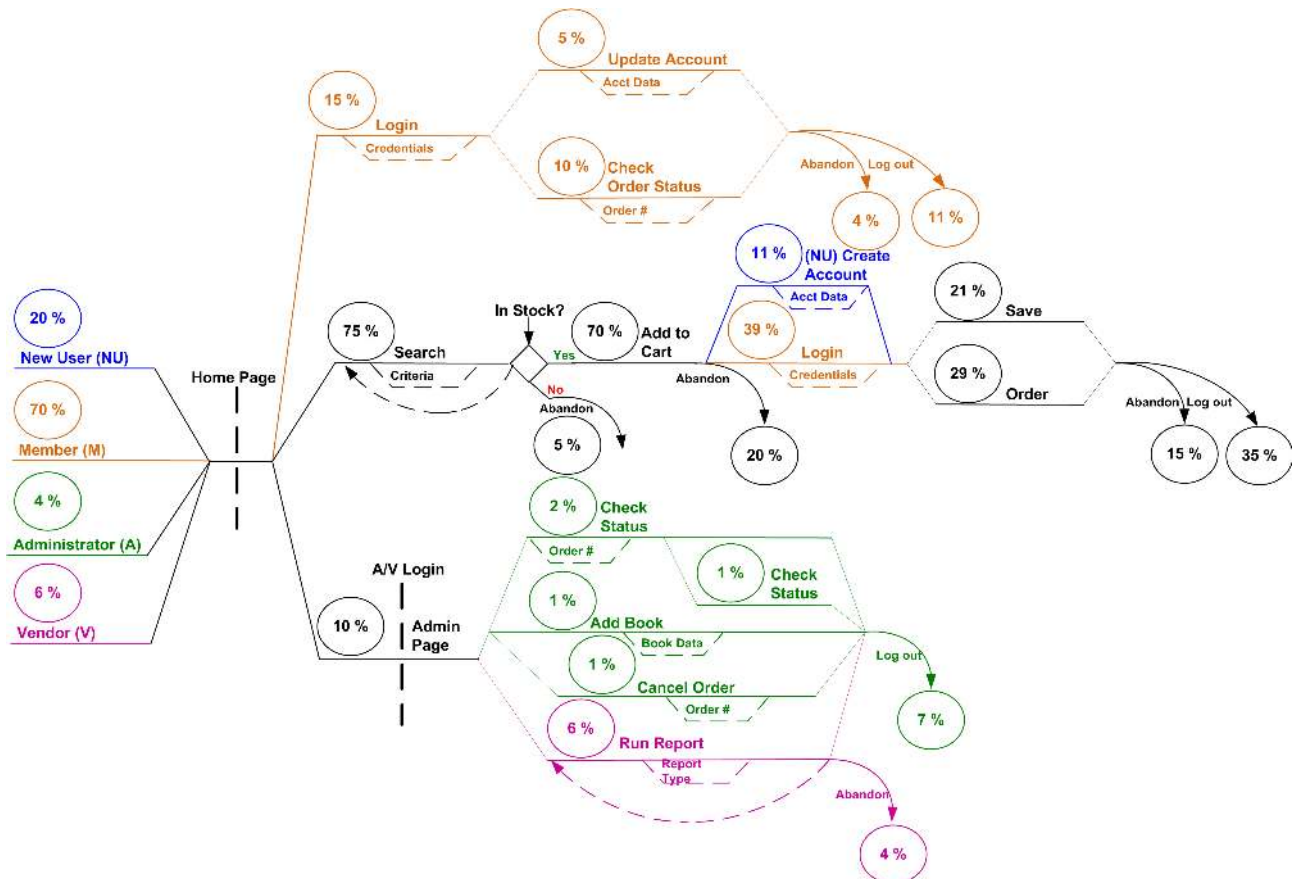 5 %
Update Account
Acct Data
15 %
Login
Credentials
10 %
Check
Order Status
Order #
Abandon
Log out
4 %
11 %
11 %
(NU) Create
Account
Acct Data
20 %
New User (NU)
Home Page
70 %
Member (M)
4 %
Administrator (A)
6 %
Vendor (V)
75 %
Search
Criteria
In Stock?
Yes
No
Abandon
5 %
70 %
Add to
Cart
Abandon
20 %
39 %
Login
Credentials
21 %
Save
29 %
Order
Abandon
Log out
15 %
35 %
A/V Login
10 %
Admin
Page
2 %
Check
Status
Order #
1 %
Check
Status
1 %
Add Book
Book Data
1 %
Cancel Order
Order #
Log out
7 %
6 %
Run Report
Report
Type
Abandon
4 %